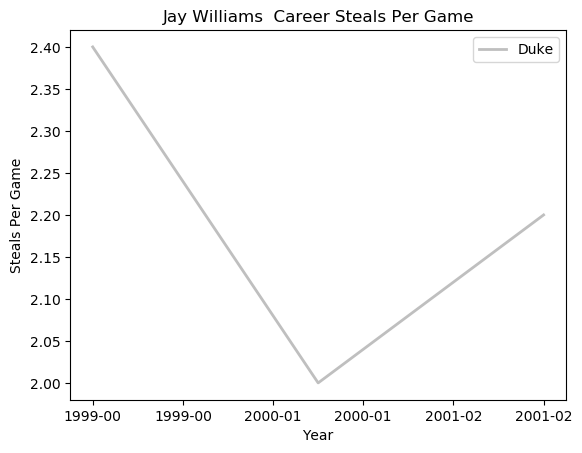 Jay Williams  Career Steals Per Game
Duke
Steals Per Game
2.40
2.35
2.30
2.25
2.20
2.15
2.10
2.05
2.00
1999-00 1999-00 2000-01 2000-01 2001-02 2001-02
Year